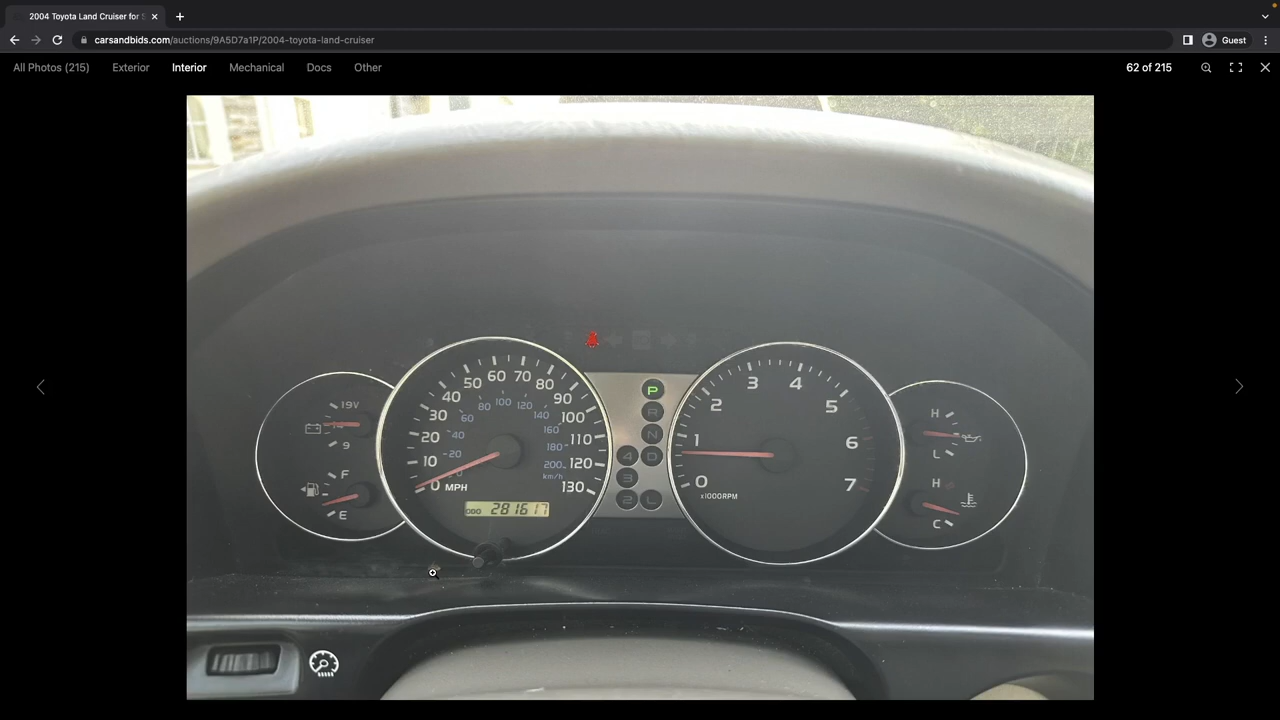 2004 Toyota Land Cruiser for
carsandbids.com/auctions/9A5D7a1P/2004-toyota-land-cruiser
Guest
All Photos (215)
Exterior
Interior
Mechanical
Docs
Other
62 of 215
19V
14
9
F
E
0
10
20
30
40
50
60
70
80
90
100
110
120
130
MPH
20
40
60
80
100
120
140
160
180
200
km/h
ODO 281617
P
R
N
4 D
3
2 L
0
1
2
3
4
5
6
7
x1000RPM
H
L
H
C